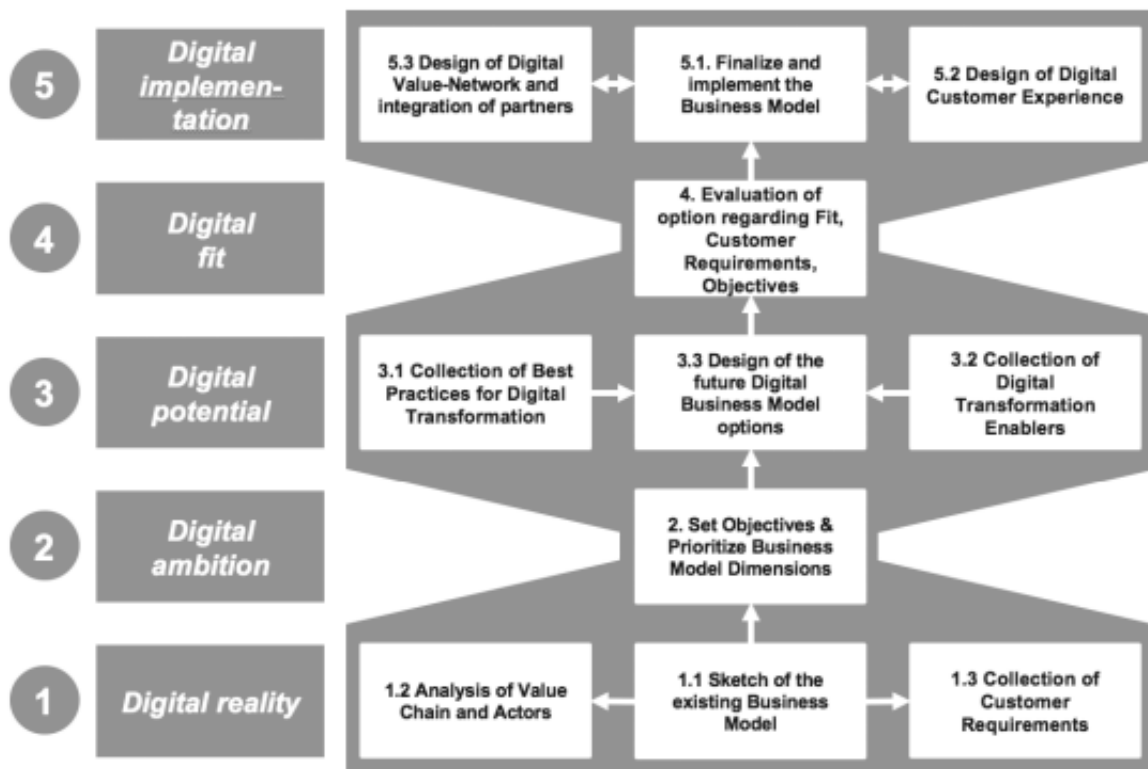 5
Digital
implemen-
tation
5.3 Design of Digital
Value-Network and
integration of partners
5.1. Finalize and
implement the
Business Model
5.2 Design of Digital
Customer Experience
4
Digital
fit
4. Evaluation of
option regarding Fit,
Customer
Requirements,
Objectives
3
Digital
potential
3.1 Collection of Best
Practices for Digital
Transformation
3.3 Design of the
future Digital
Business Model
options
3.2 Collection of
Digital
Transformation
Enablers
2
Digital
ambition
2. Set Objectives &
Prioritize Business
Model Dimensions
1
Digital reality
1.2 Analysis of Value
Chain and Actors
1.1 Sketch of the
existing Business
Model
1.3 Collection of
Customer
Requirements